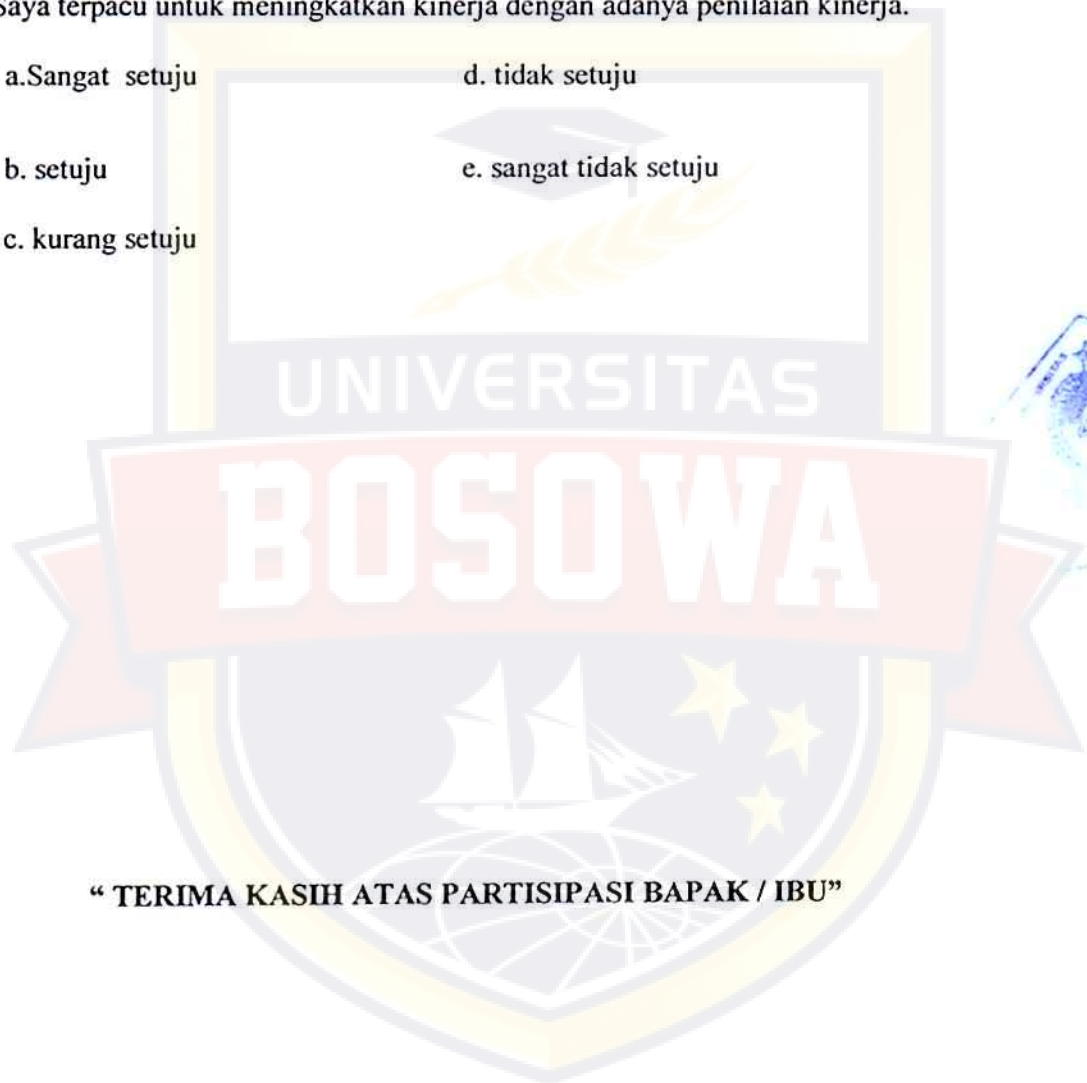 Saya terpacu untuk meningkatkan kinerja dengan adanya penilaian kinerja.
a.Sangat setuju d. tidak setuju
b. setuju e. sangat tidak setuju
c. kurang setuju
UNIVERSITAS
BOSOWA
“ TERIMA KASIH ATAS PARTISIPASI BAPAK / IBU”